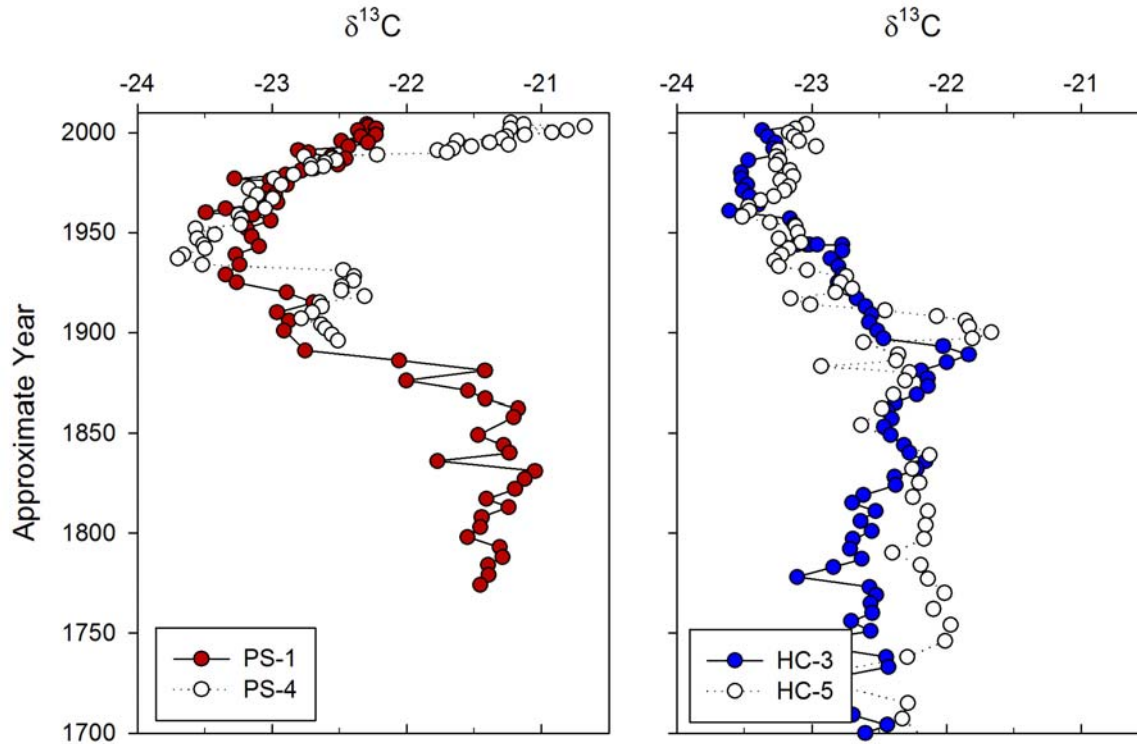 δ¹³C δ¹³C
-24 -23 -22 -21 -24 -23 -22 -21
2000
1950
1900
1850
1800
1750
1700
Approximate Year
PS-1 HC-3
PS-4 HC-5